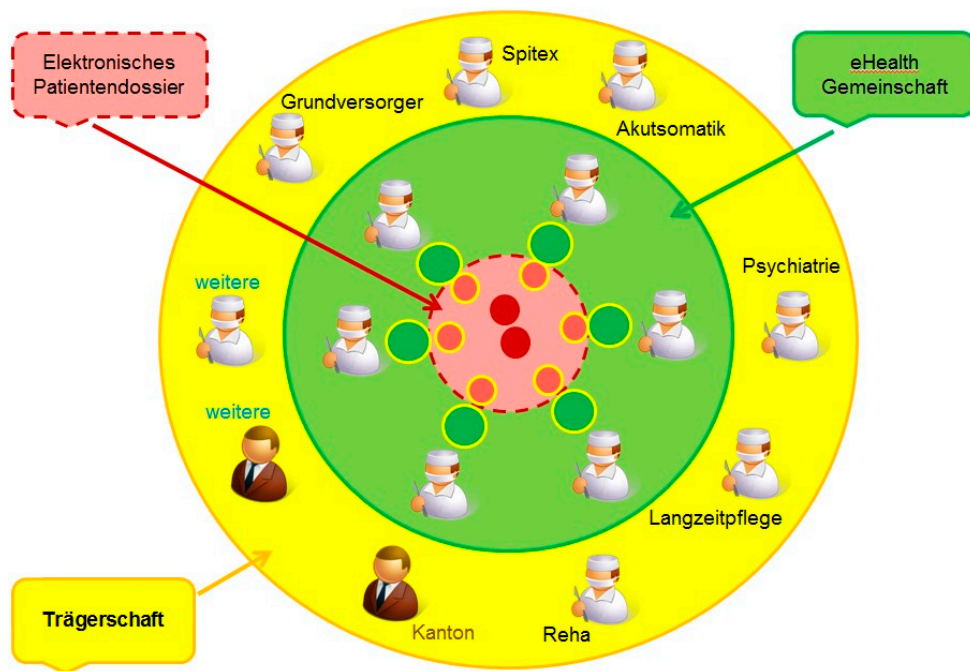 Elektronisches
Patientendossier
Spitex
eHealth
Gemeinschaft
Grundversorger
Akutsomatik
weitere
Psychiatrie
weitere
Langzeitpflege
Trägerschaft
Kanton
Reha